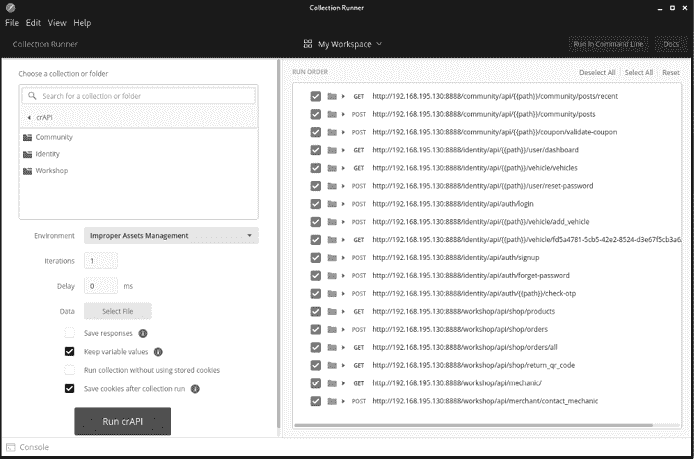 Collection Runner
File Edit View Help
Collection Runner
My Workspace
Run In Command Line
Docs
Choose a collection or folder
Search for a collection or folder
crAPI
Community
Identity
Workshop
Environment Improper Assets Management
Iterations 1
Delay 0 ms
Data Select File
Save responses
Keep variable values
Run collection without using stored cookies
Save cookies after collection run
Run crAPI
RUN ORDER
Deselect All Select All Reset
GET http://192.168.195.130:8888/community/api/{{path}}/community/posts/recent
POST http://192.168.195.130:8888/community/api/{{path}}/community/posts
POST http://192.168.195.130:8888/community/api/{{path}}/coupon/validate-coupon
GET http://192.168.195.130:8888/identity/api/{{path}}/user/dashboard
GET http://192.168.195.130:8888/identity/api/{{path}}/vehicle/vehicles
POST http://192.168.195.130:8888/identity/api/{{path}}/user/reset-password
POST http://192.168.195.130:8888/identity/api/auth/login
POST http://192.168.195.130:8888/identity/api/{{path}}/vehicle/add_vehicle
GET http://192.168.195.130:8888/identity/api/{{path}}/vehicle/fd5a4781-5cb5-42e2-8524-d3e67f5cb3a6/
POST http://192.168.195.130:8888/identity/api/auth/signup
POST http://192.168.195.130:8888/identity/api/auth/forget-password
POST http://192.168.195.130:8888/identity/api/auth/{{path}}/check-otp
GET http://192.168.195.130:8888/workshop/api/shop/products
POST http://192.168.195.130:8888/workshop/api/shop/orders
GET http://192.168.195.130:8888/workshop/api/shop/orders/all
GET http://192.168.195.130:8888/workshop/api/shop/return_qr_code
GET http://192.168.195.130:8888/workshop/api/mechanic/
POST http://192.168.195.130:8888/workshop/api/merchant/contact_mechanic
Console